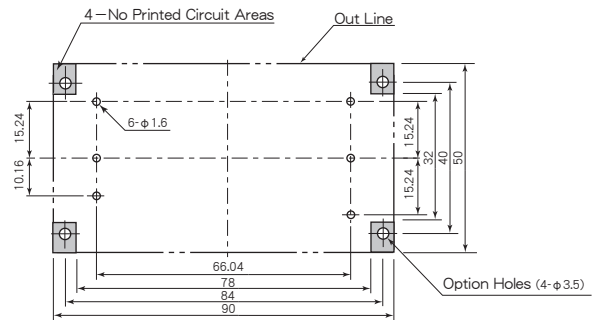 4－No Printed Circuit Areas
Out Line
6-φ1.6
15.24
10.16
15.24
15.24
32
40
50
66.04
78
84
90
Option Holes (4-φ3.5)